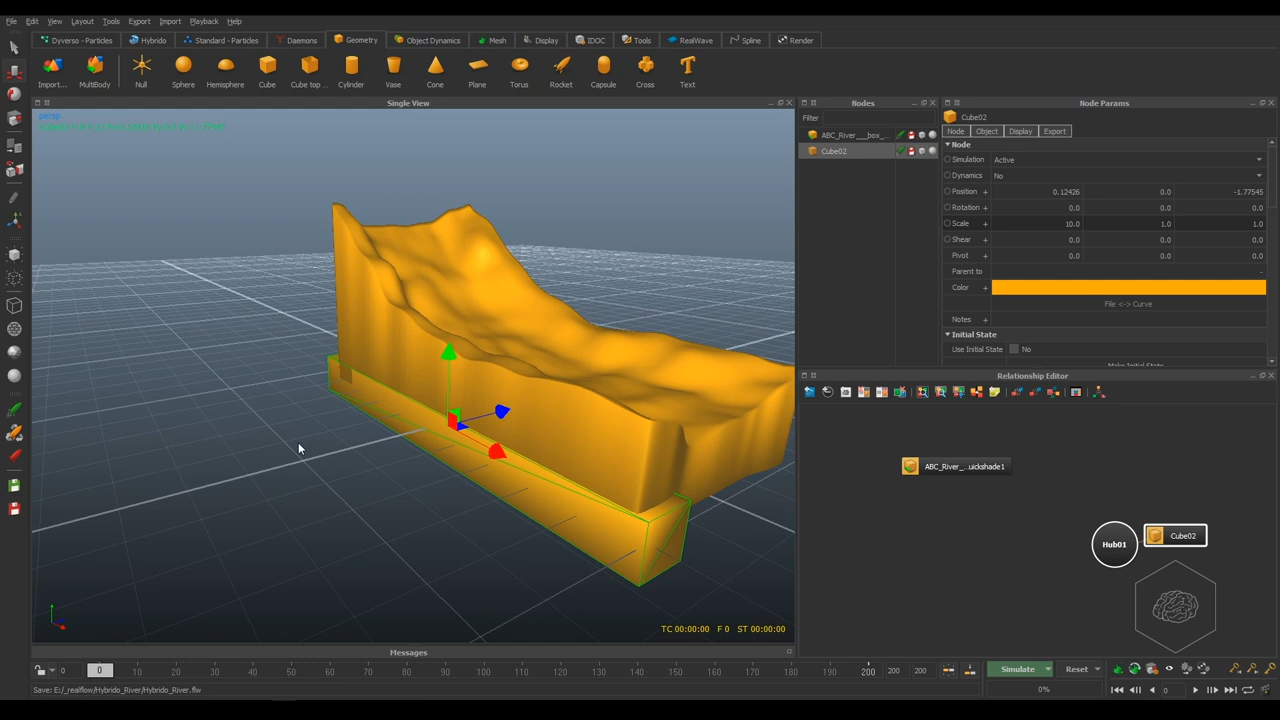 File Edit View Layout Tools Export Import Playback Help
Dyverso - Particles Hybrido Standard - Particles Daemons Geometry Object Dynamics Mesh Display IDOC Tools RealWave Spline Render
Import... MultiBody Null Sphere Hemisphere Cube Cube top ... Cylinder Vase Cone Plane Torus Rocket Capsule Cross Text
Single View
persp
Nodes
Filter
ABC_River___box_...
Cube02
Node Params
Cube02
Node Object Display Export
Node
Simulation Active
Dynamics No
Position + 0.12426 0.0 -1.77545
Rotation + 0.0 0.0 0.0
Scale + 10.0 1.0 1.0
Shear + 0.0 0.0 0.0
Pivot + 0.0 0.0 0.0
Parent to -
Color +
File <-> Curve
Notes +
Initial State
Use Initial State No
Relationship Editor
ABC_River_...uickshade1
Hub01
Cube02
TC 00:00:00 F 0 ST 00:00:00
Messages
0 0 10 20 30 40 50 60 70 80 90 100 110 120 130 140 150 160 170 180 190 200 200 200
Simulate Reset
0% 0
Save: E:/_realflow/Hybrido_River/Hybrido_River.flw